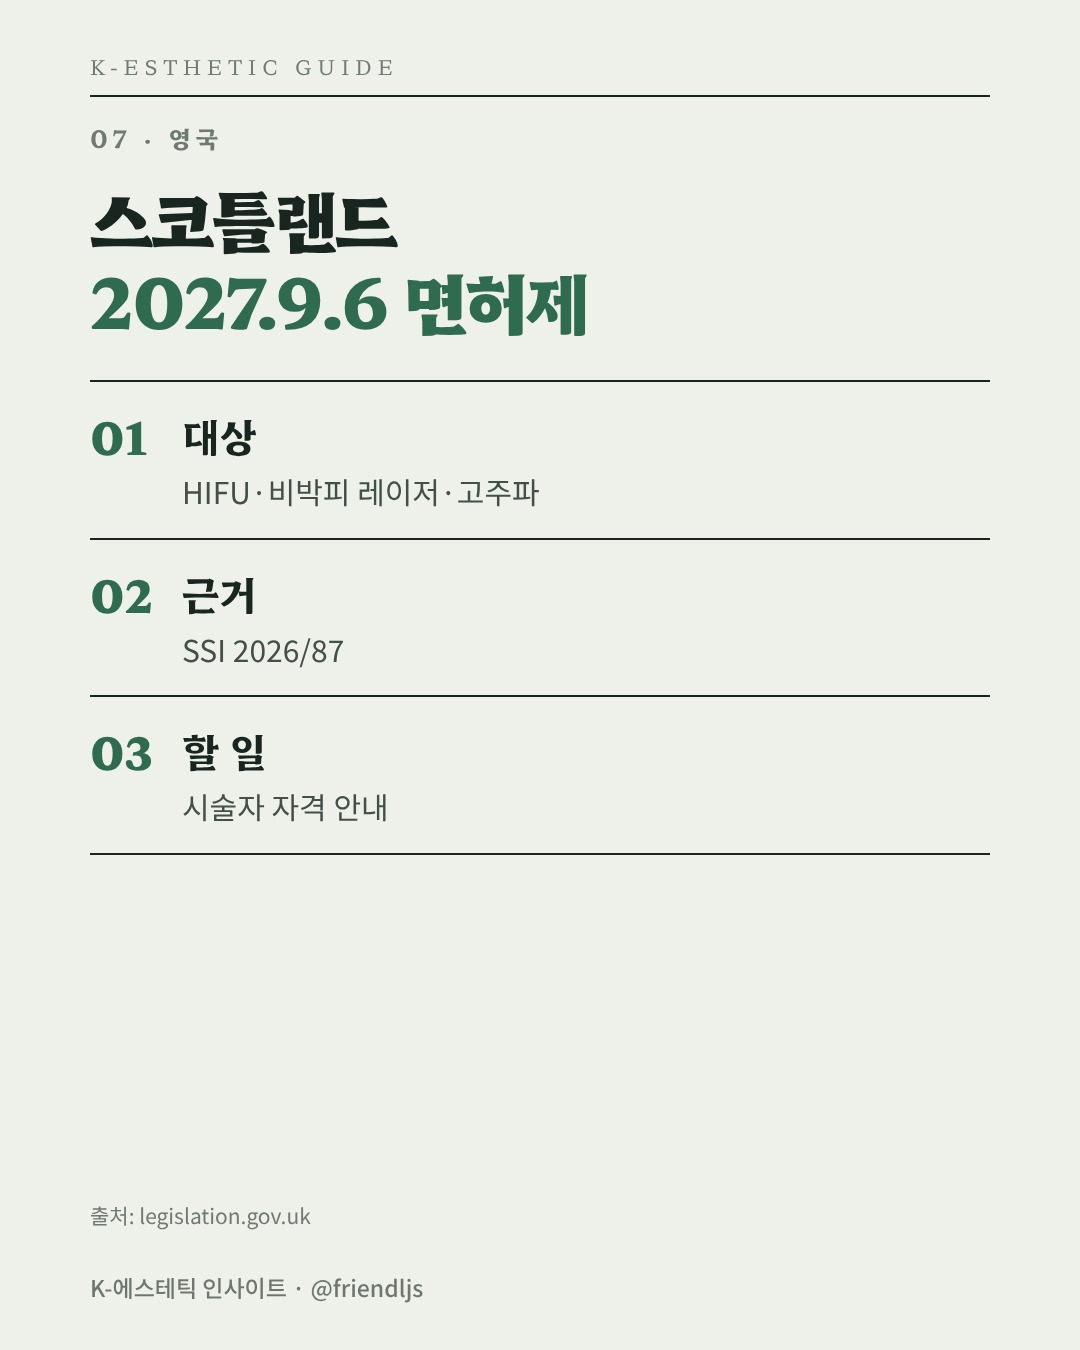 K-ESTHETIC GUIDE
07 · 영국
스코틀랜드
2027.9.6 면허제
01 대상
HIFU·비박피 레이저·고주파
02 근거
SSI 2026/87
03 할 일
시술자 자격 안내
출처: legislation.gov.uk
K-에스테틱 인사이트 · @friendljs